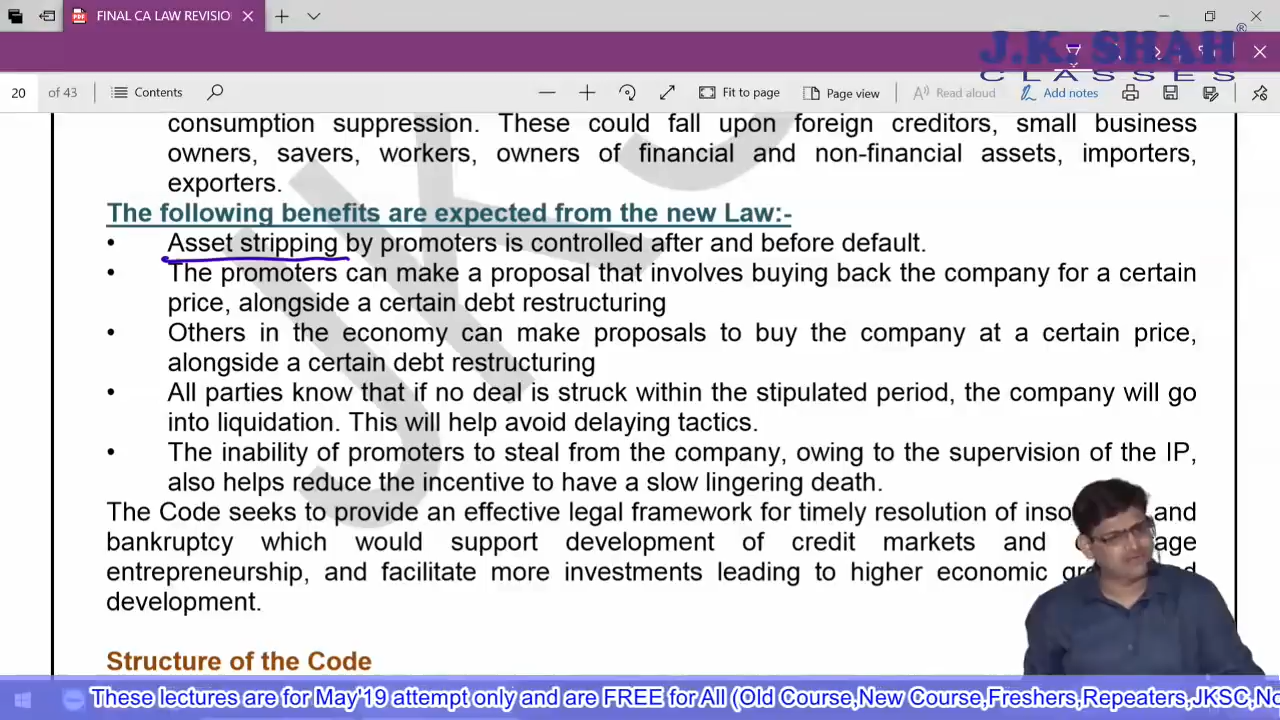 FINAL CA LAW REVISIO
J.K. SHAH
®
CLASSES
20 of 43 Contents Fit to page Page view Read aloud Add notes
consumption suppression. These could fall upon foreign creditors, small business
owners, savers, workers, owners of financial and non-financial assets, importers,
exporters.
The following benefits are expected from the new Law:-
• Asset stripping by promoters is controlled after and before default.
• The promoters can make a proposal that involves buying back the company for a certain
price, alongside a certain debt restructuring
• Others in the economy can make proposals to buy the company at a certain price,
alongside a certain debt restructuring
• All parties know that if no deal is struck within the stipulated period, the company will go
into liquidation. This will help avoid delaying tactics.
• The inability of promoters to steal from the company, owing to the supervision of the IP,
also helps reduce the incentive to have a slow lingering death.
The Code seeks to provide an effective legal framework for timely resolution of and
bankruptcy which would support development of credit markets and
entrepreneurship, and facilitate more investments leading to higher economic
development.
Structure of the Code
These lectures are for May'19 attempt only and are FREE for All (Old Course,New Course,Freshers,Repeaters,JKSC,No